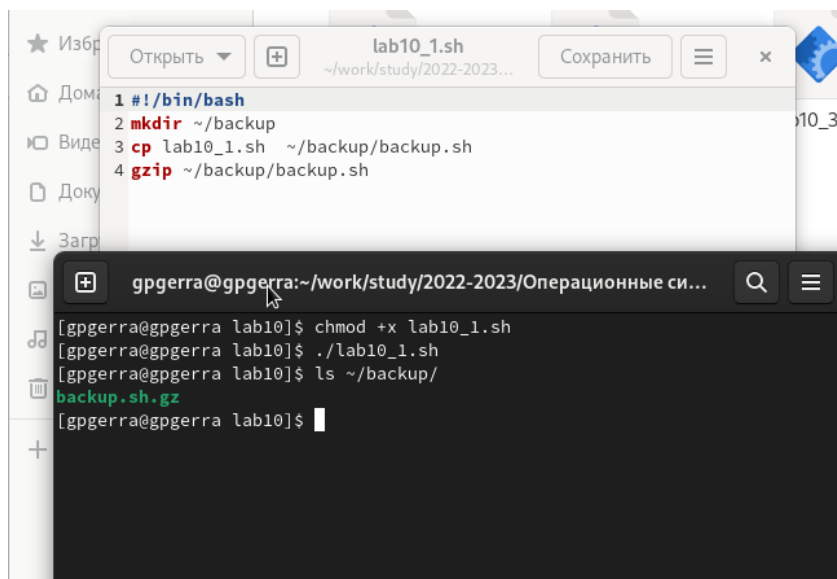 Избр
Дома
Виде
Доку
Загр
Открыть
lab10_1.sh
~/work/study/2022-2023...
Сохранить
b10_3
1 #!/bin/bash
2 mkdir ~/backup
3 cp lab10_1.sh  ~/backup/backup.sh
4 gzip ~/backup/backup.sh
gpgerra@gpgerra:~/work/study/2022-2023/Операционные си...
[gpgerra@gpgerra lab10]$ chmod +x lab10_1.sh
[gpgerra@gpgerra lab10]$ ./lab10_1.sh
[gpgerra@gpgerra lab10]$ ls ~/backup/
backup.sh.gz
[gpgerra@gpgerra lab10]$